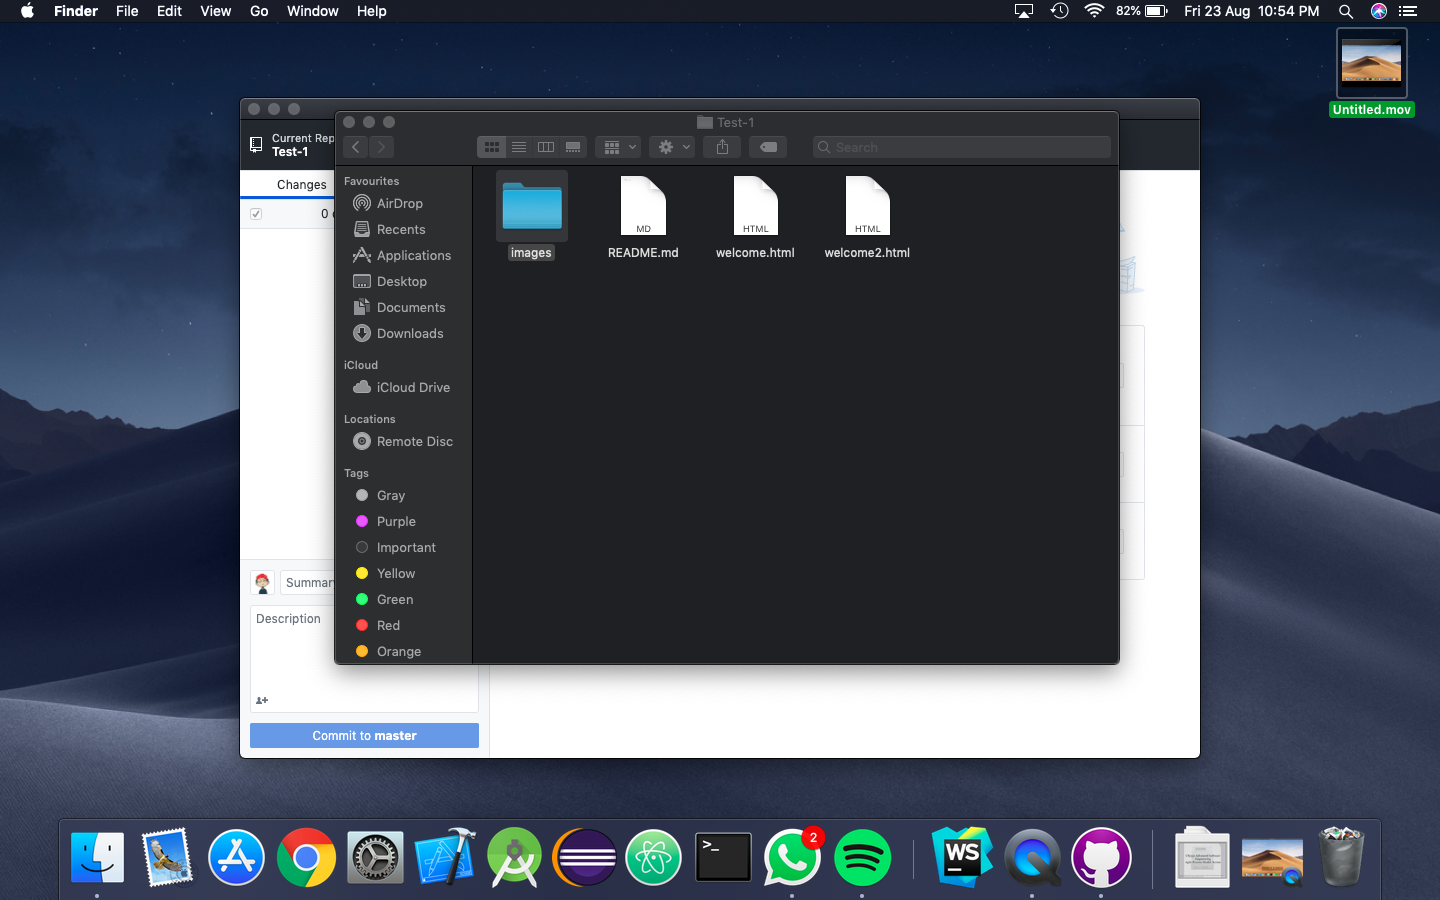 Finder File Edit View Go Window Help
82% Fri 23 Aug 10:54 PM
Untitled.mov
Current Rep
Test-1
Changes
0
Summar
Description
Commit to master
Test-1
Search
Favourites
AirDrop
Recents
Applications
Desktop
Documents
Downloads
iCloud
iCloud Drive
Locations
Remote Disc
Tags
Gray
Purple
Important
Yellow
Green
Red
Orange
MD
HTML
HTML
images
README.md
welcome.html
welcome2.html
>_
2
WS